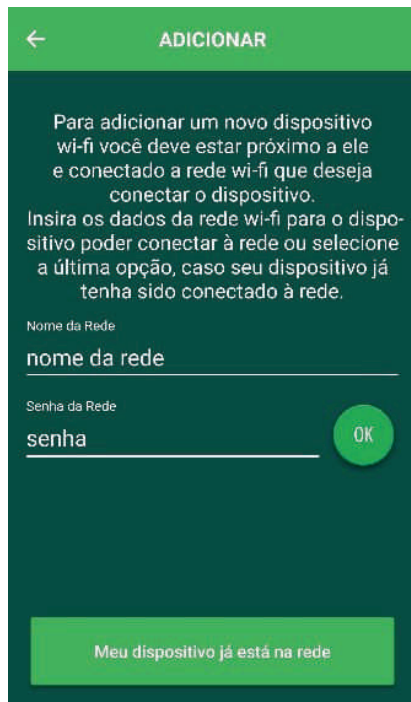 ADICIONAR
Para adicionar um novo dispositivo
wi-fi você deve estar próximo a ele
e conectado a rede wi-fi que deseja
conectar o dispositivo.
Insira os dados da rede wi-fi para o dispo-
sitivo poder conectar à rede ou selecione
a última opção, caso seu dispositivo já
tenha sido conectado à rede.
Nome da Rede
nome da rede
Senha da Rede
senha
OK
Meu dispositivo já está na rede